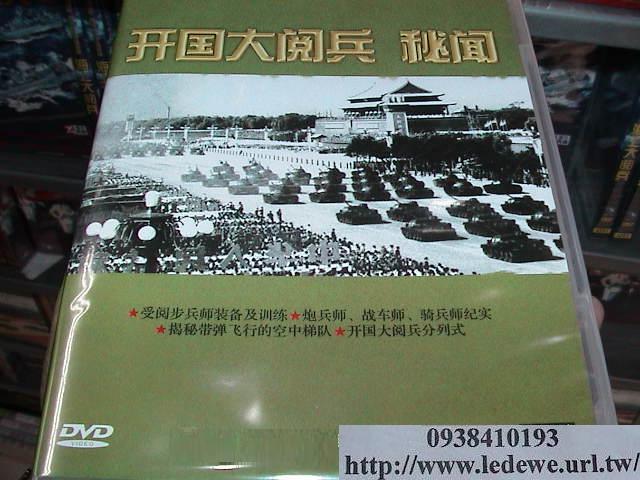 开国大阅兵 秘闻
★受阅步兵师装备及训练★炮兵师、战车师、骑兵师纪实
★揭秘带弹飞行的空中梯队★开国大阅兵分列式
DVD
VIDEO
0938410193
http://www.ledewe.url.tw/